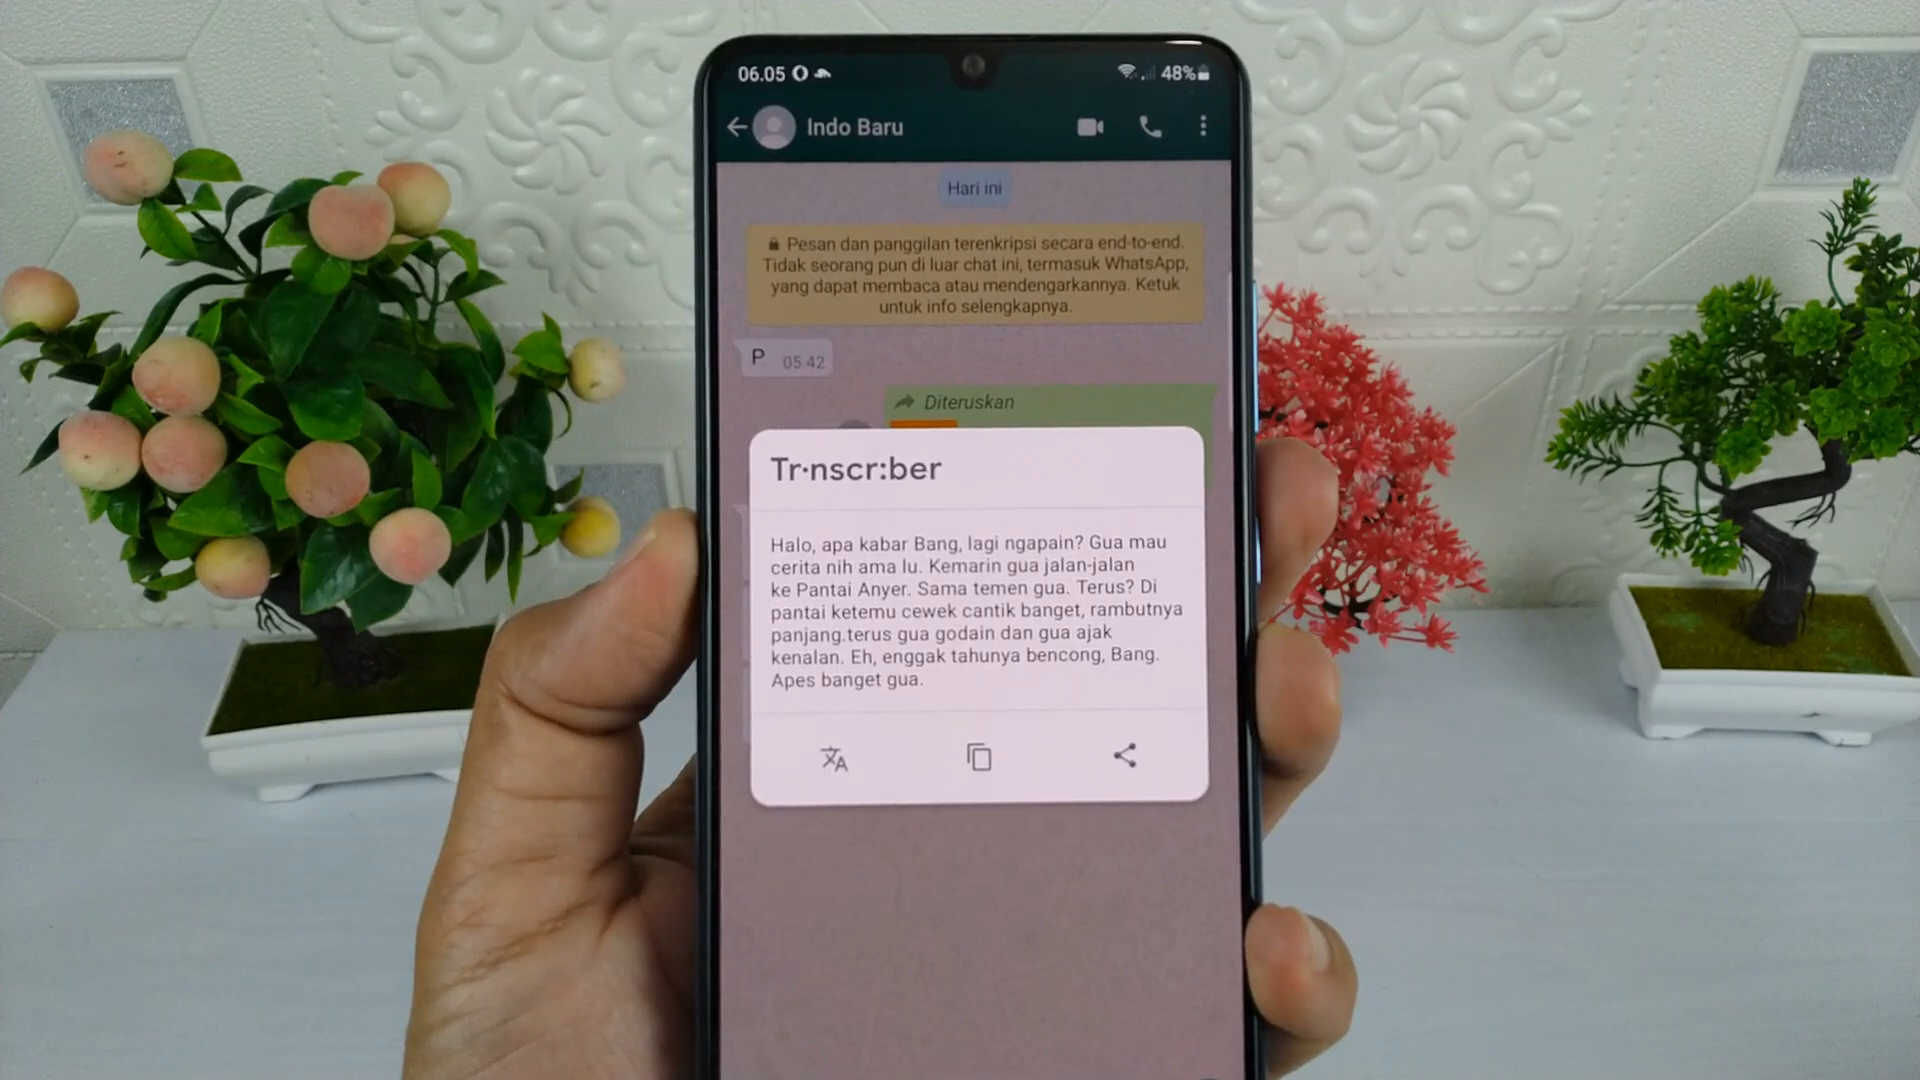 06.05
48%
Indo Baru
Hari ini
Pesan dan panggilan terenkripsi secara end-to-end.
Tidak seorang pun di luar chat ini, termasuk WhatsApp,
yang dapat membaca atau mendengarkannya. Ketuk
untuk info selengkapnya.
P 05.42
Diteruskan
Tr·nscr:ber
Halo, apa kabar Bang, lagi ngapain? Gua mau
cerita nih ama lu. Kemarin gua jalan-jalan
ke Pantai Anyer. Sama temen gua. Terus? Di
pantai ketemu cewek cantik banget, rambutnya
panjang.terus gua godain dan gua ajak
kenalan. Eh, enggak tahunya bencong, Bang.
Apes banget gua.